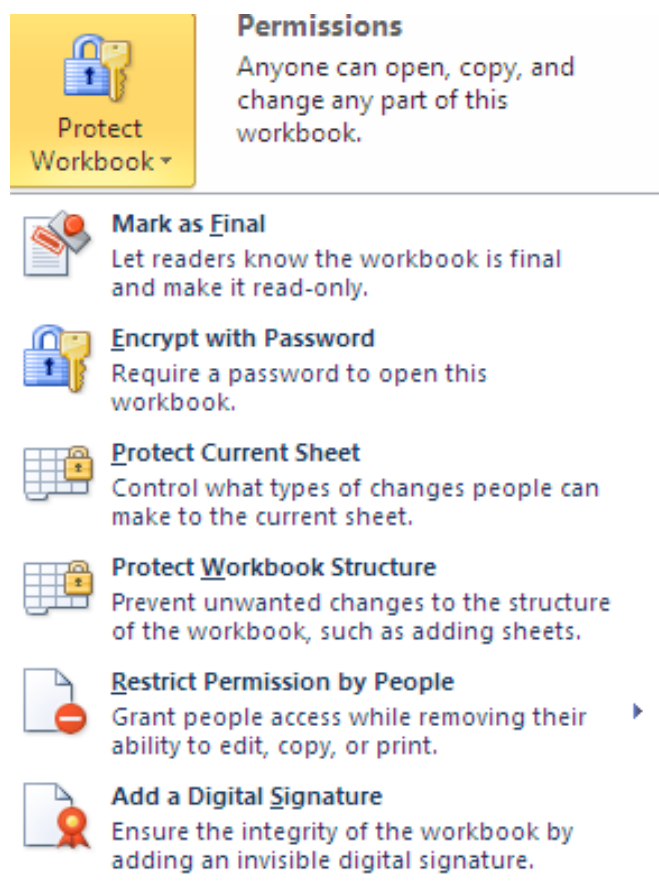 Permissions
Anyone can open, copy, and
change any part of this
workbook.
Protect
Workbook
Mark as Final
Let readers know the workbook is final
and make it read-only.
Encrypt with Password
Require a password to open this
workbook.
Protect Current Sheet
Control what types of changes people can
make to the current sheet.
Protect Workbook Structure
Prevent unwanted changes to the structure
of the workbook, such as adding sheets.
Restrict Permission by People
Grant people access while removing their
ability to edit, copy, or print.
Add a Digital Signature
Ensure the integrity of the workbook by
adding an invisible digital signature.